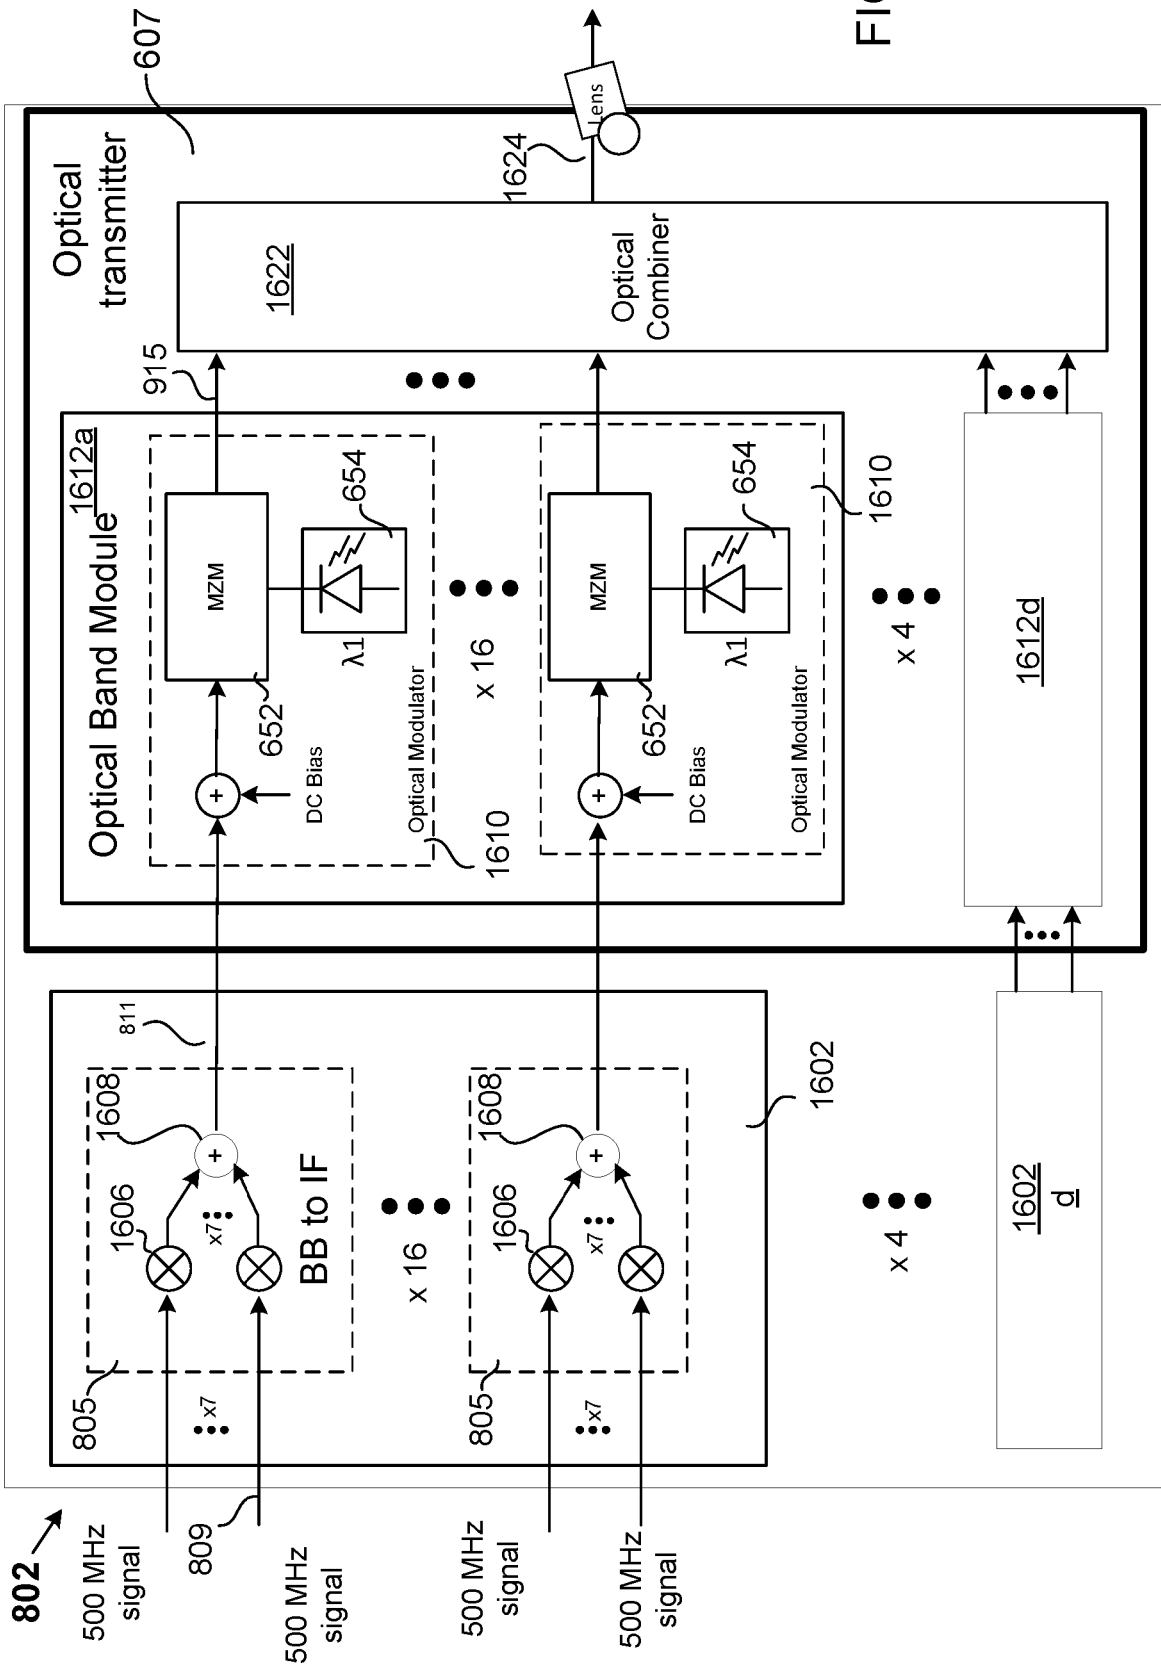 802
500 MHz
signal
809
500 MHz
signal
500 MHz
signal
500 MHz
signal
805
x7
1606
x7
1608
BB to IF
811
x 16
805
x7
1606
x7
1608
1602
x 4
1602
d
Optical
transmitter
607
Optical Band Module
1612a
DC Bias
652
MZM
654
λ1
Optical Modulator
1610
915
x 16
DC Bias
652
MZM
654
λ1
Optical Modulator
1610
x 4
1612d
1622
Optical
Combiner
1624
Lens
+
+
+
+